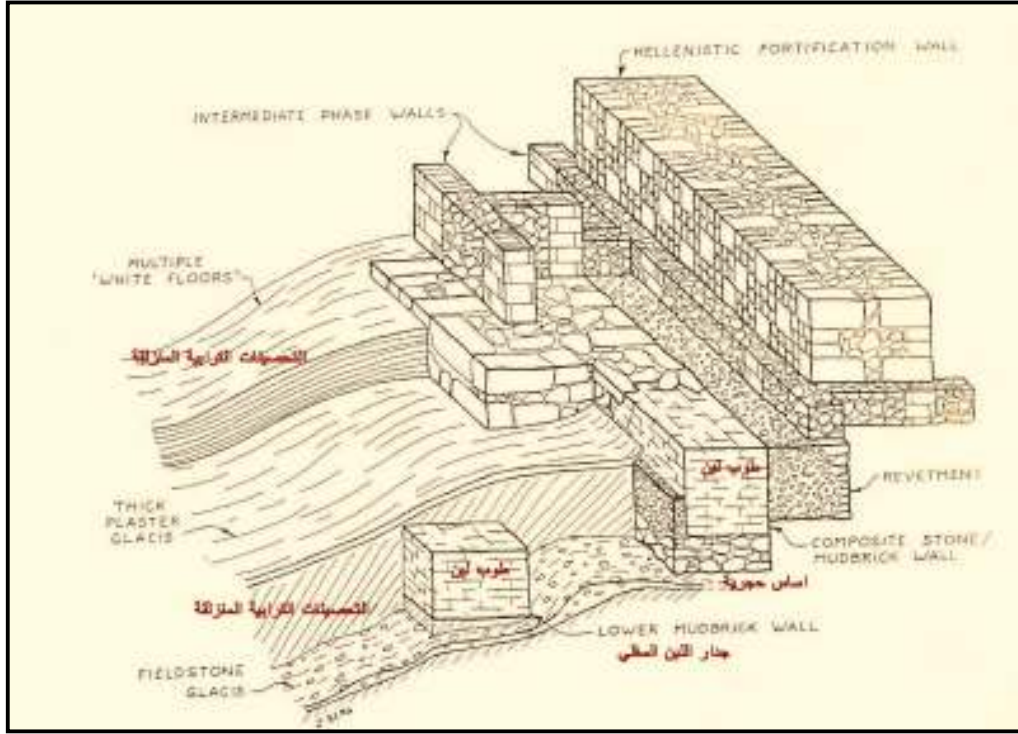 HELLENISTIC FORTIFICATION WALL
INTERMEDIATE PHASE WALLS
MULTIPLE
"WHITE FLOORS"
التحصينات الترابية المنزلقة
طوب لبن
REVETMENT
THICK
PLASTER
GLACIS
COMPOSITE STONE/
MUDBRICK WALL
طوب لبن
اساس حجرية
التحصينات الترابية المنزلقة
LOWER MUDBRICK WALL
جدار اللبن السفلي
FIELDSTONE
GLACIS